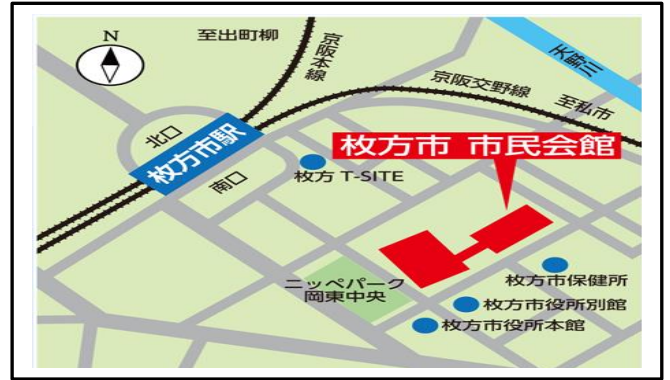 N
至出町柳
京阪本線
天野川
京阪交野線
至私市
北口
枚方市駅
南口
枚方 T-SITE
枚方市 市民会館
ニッペパーク
岡東中央
枚方市保健所
枚方市役所別館
枚方市役所本館